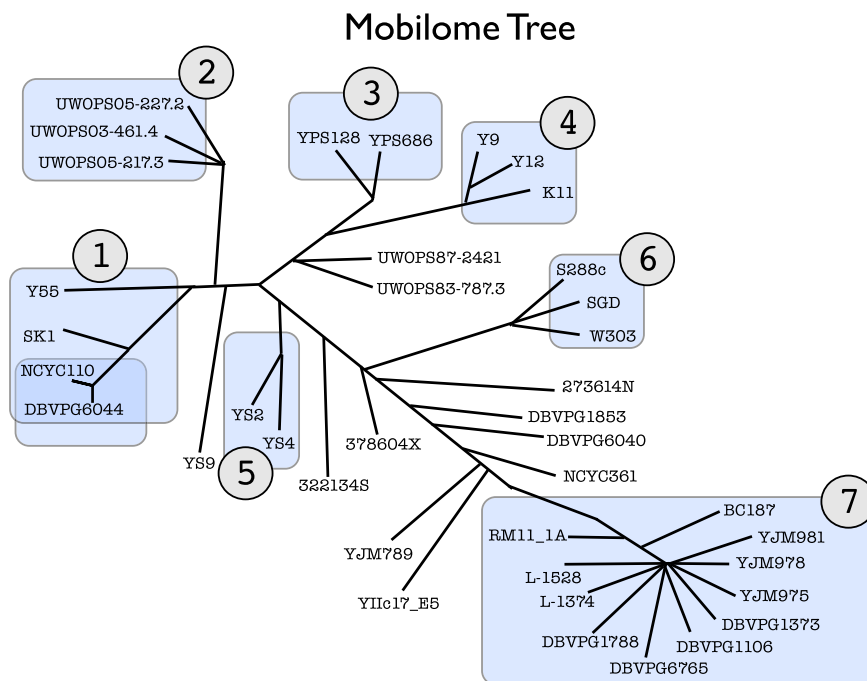 Mobilome Tree
2
3
4
UWOPS05-227.2
UWOPS03-461.4
UWOPS05-217.3
YPS128
YPS686
Y9
Y12
K11
1
UWOPS87-2421
UWOPS83-787.3
6
S288c
SGD
W303
Y55
SK1
NCYC110
DBVPG6044
YS2
YS4
5
YS9
322134S
378604X
273614N
DBVPG1853
DBVPG6040
NCYC361
YJM789
YIIc17_E5
7
BC187
RM11_1A
YJM981
YJM978
L-1528
L-1374
YJM975
DBVPG1373
DBVPG1788
DBVPG1106
DBVPG6765